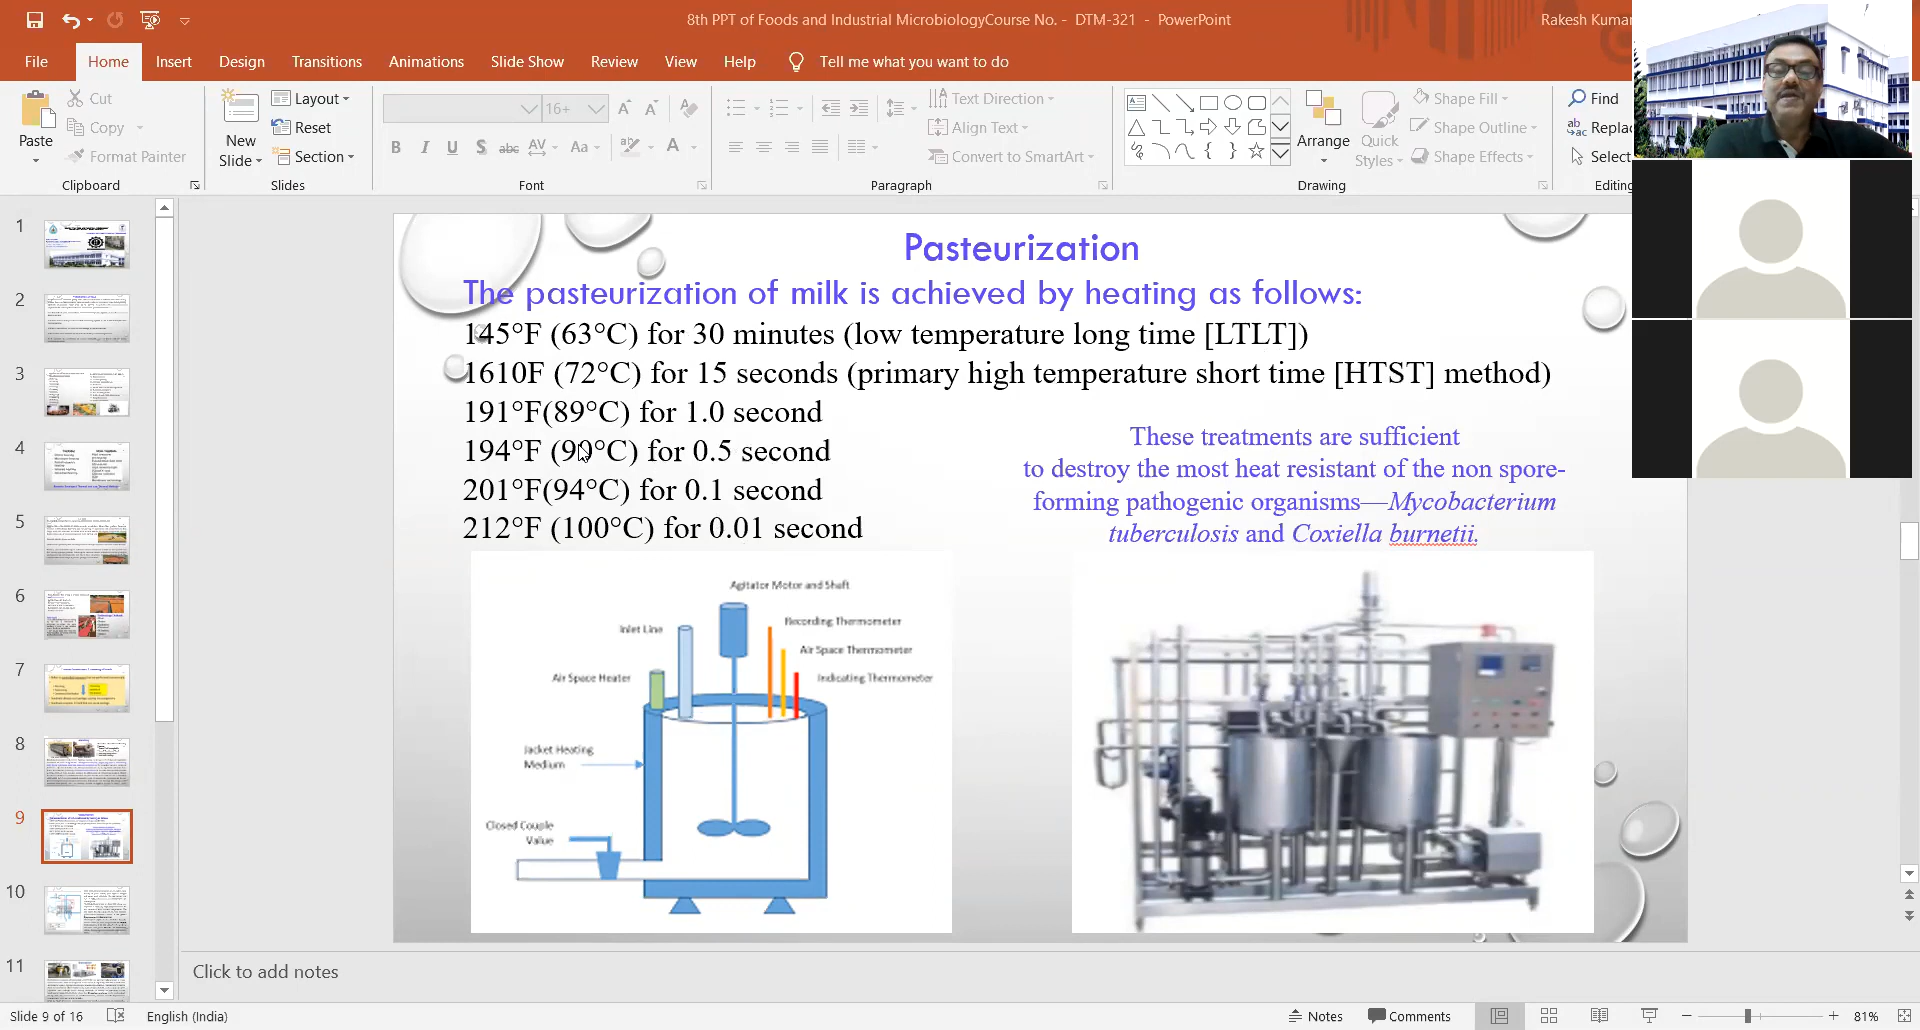 8th PPT of Foods and Industrial MicrobiologyCourse No. - DTM-321 - PowerPoint
Rakesh Kumar
File Home Insert Design Transitions Animations Slide Show Review View Help Tell me what you want to do
Paste
Cut
Copy
Format Painter
Clipboard
New Slide
Layout
Reset
Section
Slides
16+
B I U S abc AV Aa A
Font
Text Direction
Align Text
Convert to SmartArt
Paragraph
Arrange
Quick Styles
Shape Fill
Shape Outline
Shape Effects
Drawing
Find
Replac
Select
Editing
1
2
3
4
5
6
7
8
9
10
11
Pasteurization
The pasteurization of milk is achieved by heating as follows:
145°F (63°C) for 30 minutes (low temperature long time [LTLT])
1610F (72°C) for 15 seconds (primary high temperature short time [HTST] method)
191°F(89°C) for 1.0 second
194°F (90°C) for 0.5 second
201°F(94°C) for 0.1 second
212°F (100°C) for 0.01 second
These treatments are sufficient
to destroy the most heat resistant of the non spore-
forming pathogenic organisms—Mycobacterium
tuberculosis and Coxiella burnetii.
Agitator Motor and Shaft
Inlet Line
Recording Thermometer
Air Space Thermometer
Air Space Heater
Indicating Thermometer
Jacket Heating
Medium
Closed Couple
Value
Click to add notes
Slide 9 of 16 English (India) Notes Comments 81%